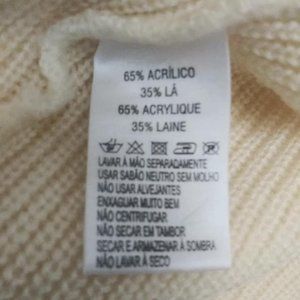 65% ACRÍLICO
35% LÃ
65% ACRYLIQUE
35% LAINE
LAVAR À MÃO SEPARADAMENTE
USAR SABÃO NEUTRO SEM MOLHO
NÃO USAR ALVEJANTES
ENXAGUAR MUITO BEM
NÃO CENTRIFUGAR
NÃO SECAR EM TAMBOR
SECAR E ARMAZENAR À SOMBRA
NÃO LAVAR À SECO